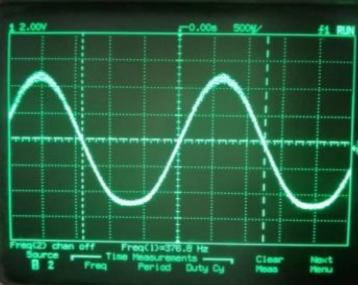 1 2.00V 0.00s 500%/ f1 RUN
Freq(2) chan off Freq(1)=376.8 Hz
Source Time Measurements Clear Next
1 2 Freq Period Duty Cy Meas Menu